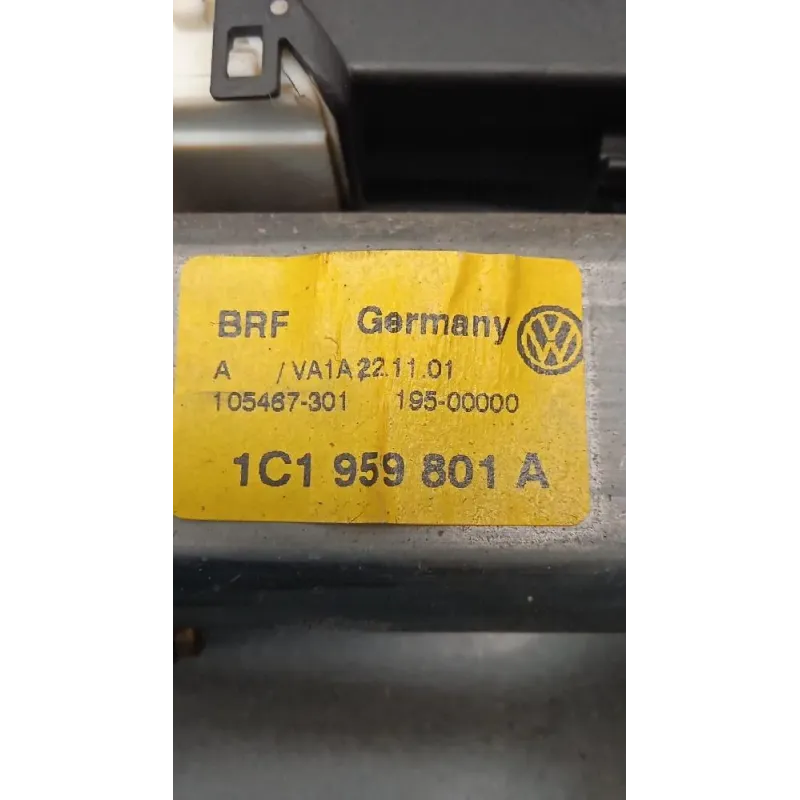 BRF Germany
A /VA1A 22.11.01
105467-301 195-00000
1C1 959 801 A